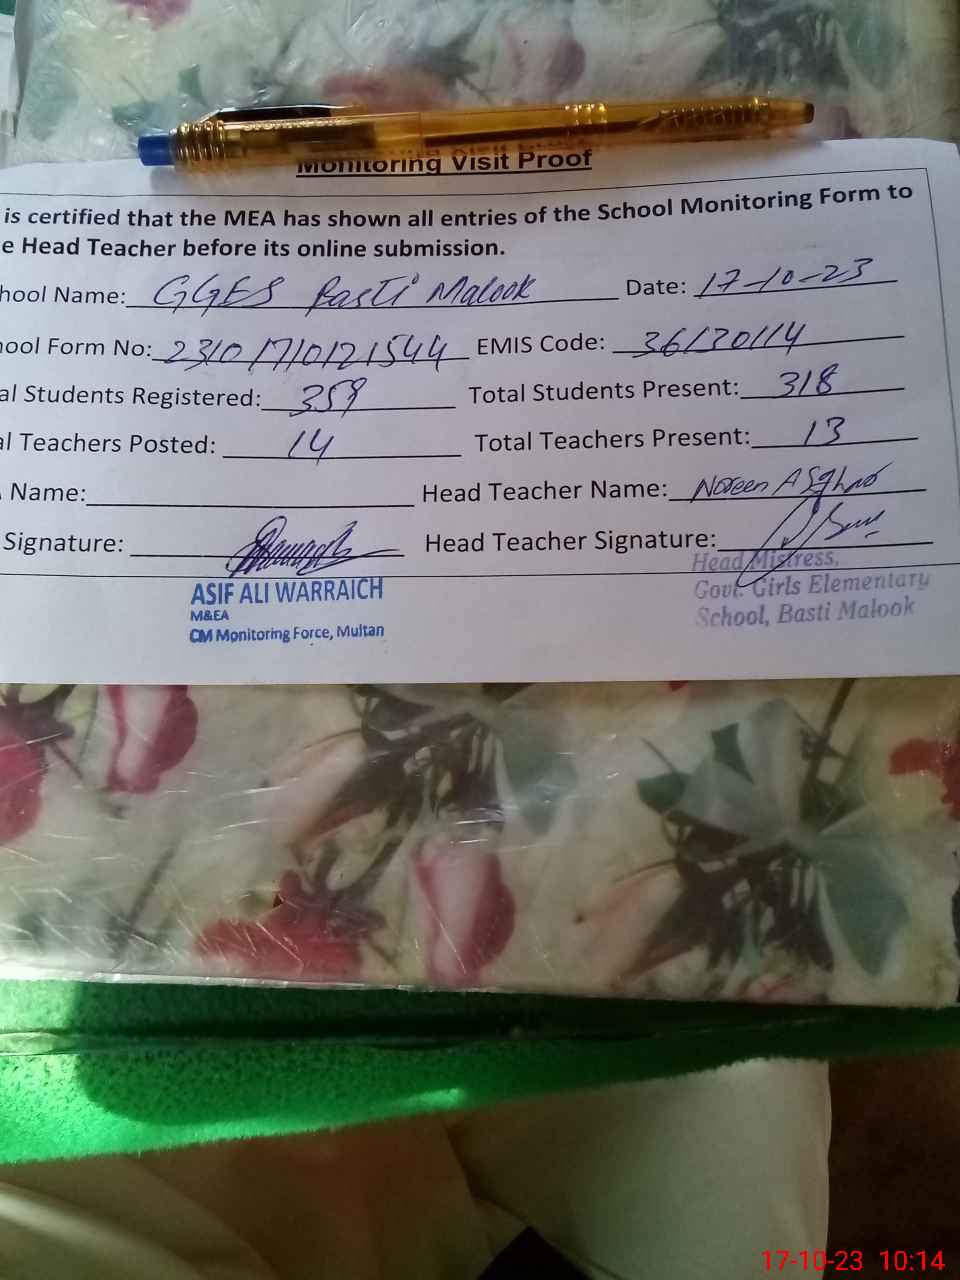 Monitoring Visit Proof
is certified that the MEA has shown all entries of the School Monitoring Form to
e Head Teacher before its online submission.
hool Name: GGES Basti Malook Date: 17-10-23
hool Form No: 23101710121544 EMIS Code: 36130114
al Students Registered: 359 Total Students Present: 318
al Teachers Posted: 14 Total Teachers Present: 13
Name: Head Teacher Name: Noreen Asghar
Signature: Head Teacher Signature:
ASIF ALI WARRAICH
M&EA
CM Monitoring Force, Multan
Head Mistress,
Govt. Girls Elementary
School, Basti Malook
17-10-23 10:14